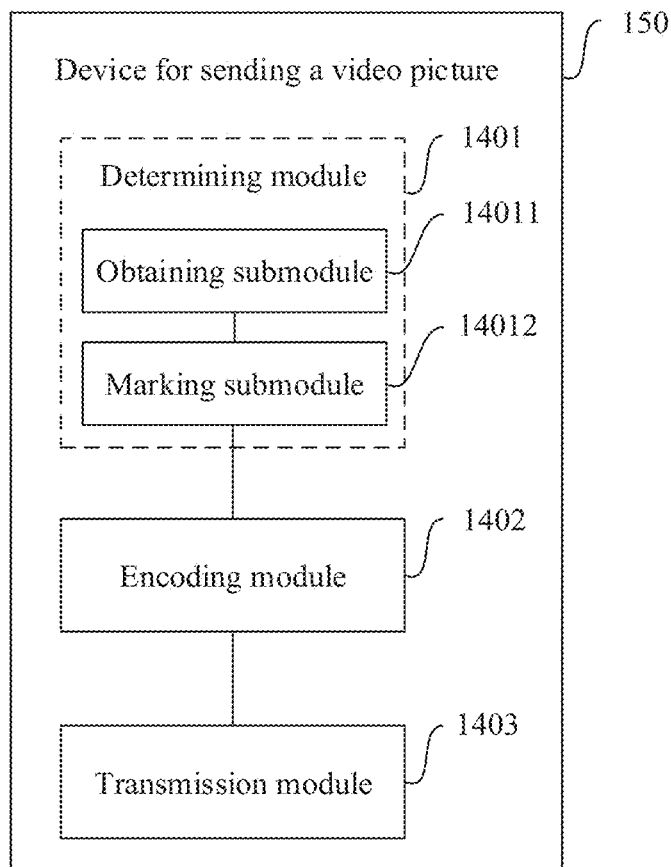 150
Device for sending a video picture
1401
Determining module
14011
Obtaining submodule
14012
Marking submodule
1402
Encoding module
1403
Transmission module